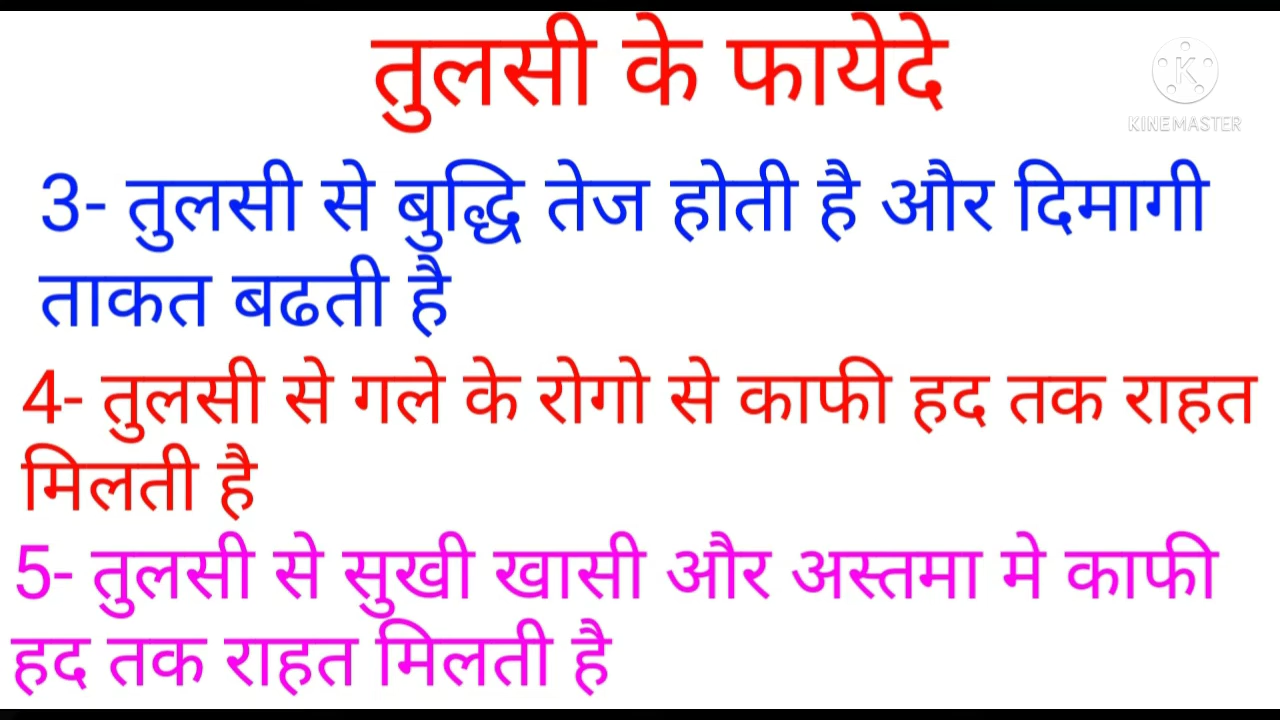 तुलसी के फायेदे
KINEMASTER
3- तुलसी से बुद्धि तेज होती है और दिमागी
ताकत बढती है
4- तुलसी से गले के रोगो से काफी हद तक राहत
मिलती है
5- तुलसी से सुखी खासी और अस्तमा मे काफी
हद तक राहत मिलती है